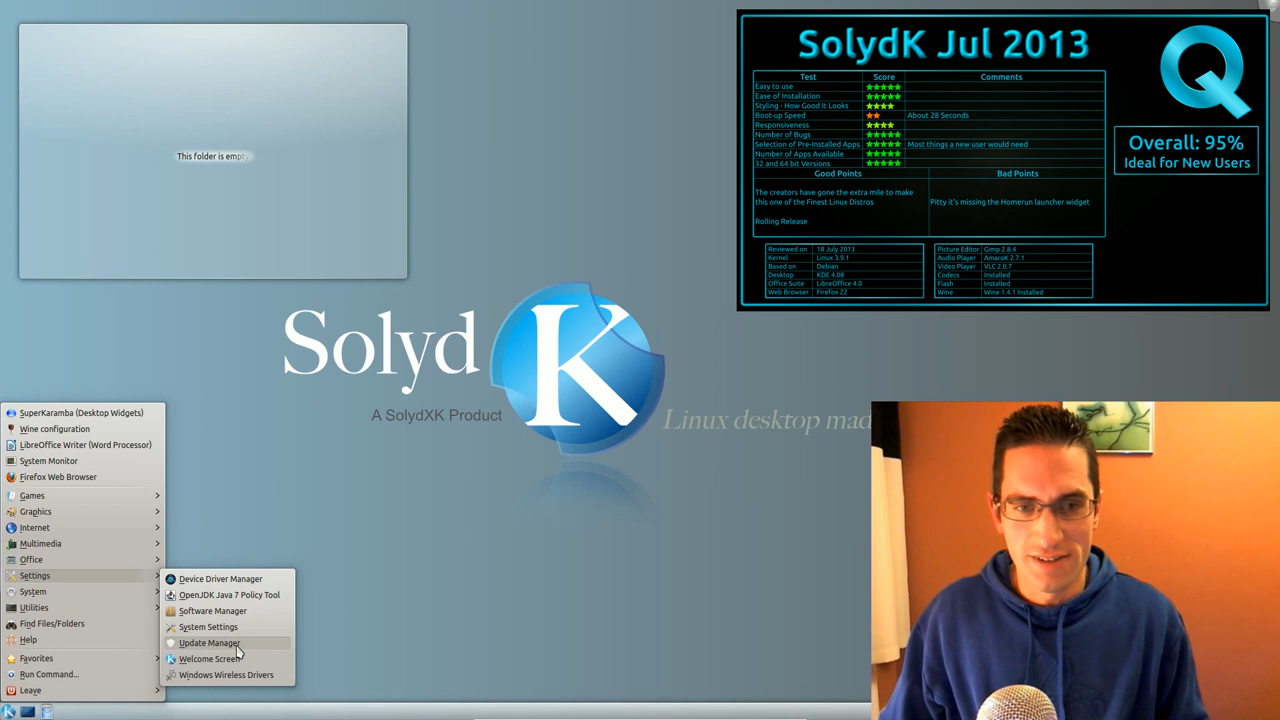 This folder is empty
SolydK Jul 2013
Q
Test Score Comments
Easy to use
Ease of Installation
Styling - How Good It Looks
Boot-up Speed About 28 Seconds
Responsiveness
Number of Bugs
Selection of Pre-Installed Apps Most things a new user would need
Number of Apps Available
32 and 64 bit Versions
Good Points Bad Points
The creators have gone the extra mile to make
this one of the Finest Linux Distros
Rolling Release
Pitty it's missing the Homerun launcher widget
Overall: 95%
Ideal for New Users
Reviewed on 18 July 2013
Kernel Linux 3.9.1
Based on Debian
Desktop KDE 4.08
Office Suite LibreOffice 4.0
Web Browser Firefox 22
Picture Editor Gimp 2.8.4
Audio Player AmaroK 2.7.1
Video Player VLC 2.0.7
Codecs Installed
Flash Installed
Wine Wine 1.4.1 Installed
Solyd K
A SolydXK Product
Linux desktop mad
SuperKaramba (Desktop Widgets)
Wine configuration
LibreOffice Writer (Word Processor)
System Monitor
Firefox Web Browser
Games
Graphics
Internet
Multimedia
Office
Settings
System
Utilities
Find Files/Folders
Help
Favorites
Run Command...
Leave
Device Driver Manager
OpenJDK Java 7 Policy Tool
Software Manager
System Settings
Update Manager
Welcome Screen
Windows Wireless Drivers